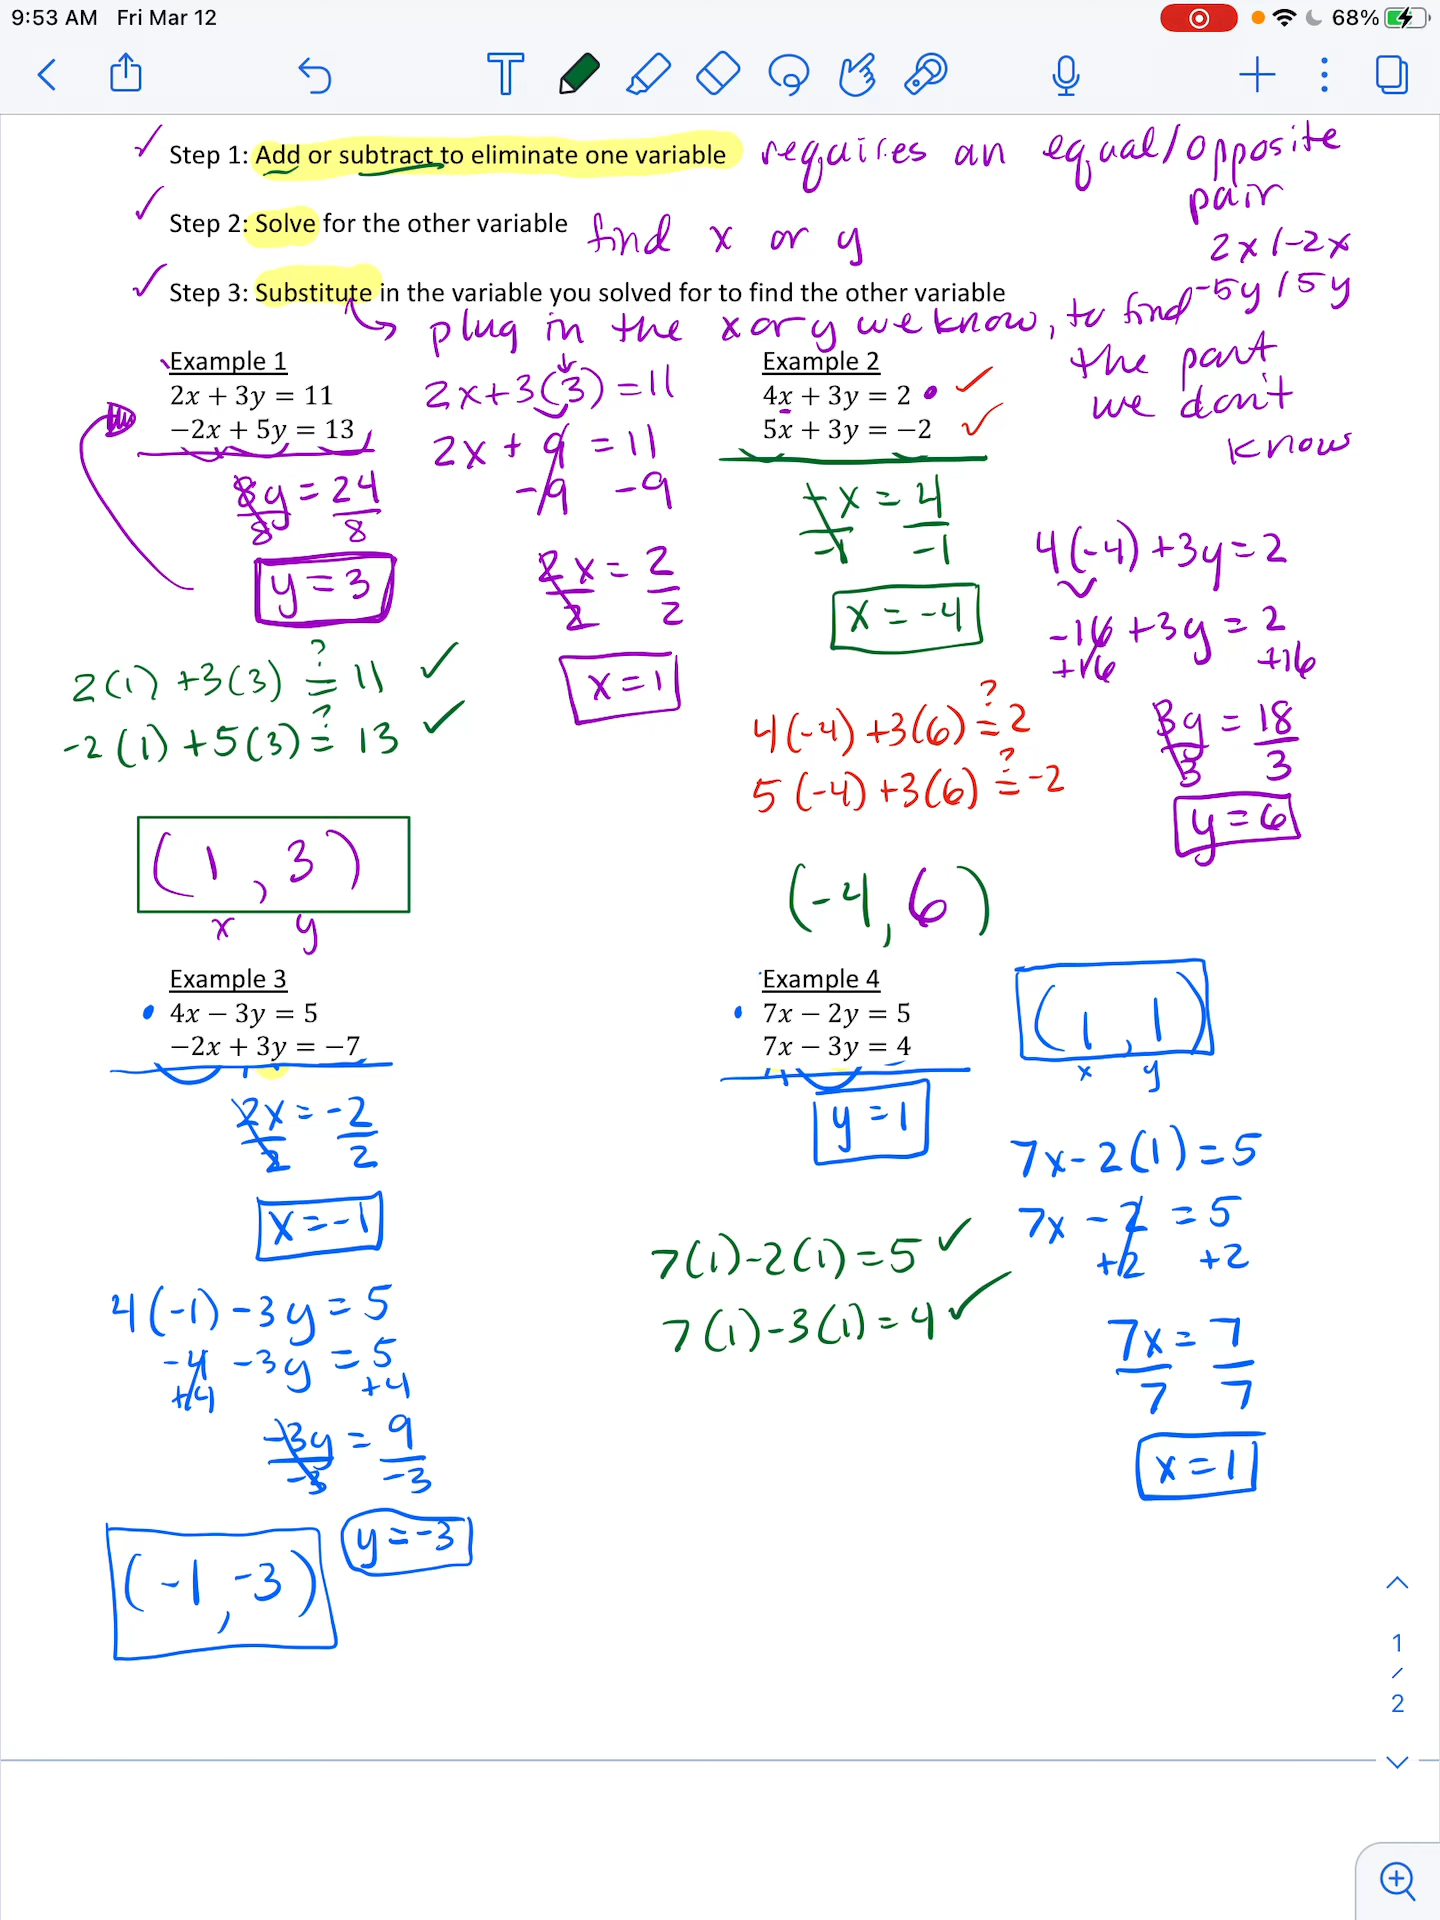 9:53 AM Fri Mar 12
68%
Step 1: Add or subtract to eliminate one variable
requires an equal/opposite
pair
2x/-2x
-5y/5y
Step 2: Solve for the other variable
find x or y
Step 3: Substitute in the variable you solved for to find the other variable
plug in the x or y we know, to find
the part
we don't
know
Example 1
2x + 3y = 11
−2x + 5y = 13
8y = 24
8 8
y = 3
2x+3(3)=11
2x + 9 = 11
-9 -9
2x = 2
2 2
x = 1
2(1) +3(3) ?= 11
-2(1) +5(3) ?= 13
(1, 3)
x y
Example 2
4x + 3y = 2
5x + 3y = −2
-x = 4
-1 -1
x = -4
4(-4)+3y=2
-16+3y=2
+16 +16
3y = 18
3 3
y = 6
4(-4)+3(6) ?= 2
5(-4)+3(6) ?= -2
(-4, 6)
Example 3
4x − 3y = 5
−2x + 3y = −7
2x = -2
2 2
x = -1
4(-1)-3y=5
-4 -3y = 5
+4 +4
-3y = 9
-3 -3
y = -3
(-1, -3)
Example 4
7x − 2y = 5
7x − 3y = 4
y = 1
(1, 1)
x y
7x-2(1)=5
7x - 2 = 5
+2 +2
7x = 7
7 7
x = 1
7(1)-2(1)=5
7(1)-3(1)=4
1
/
2